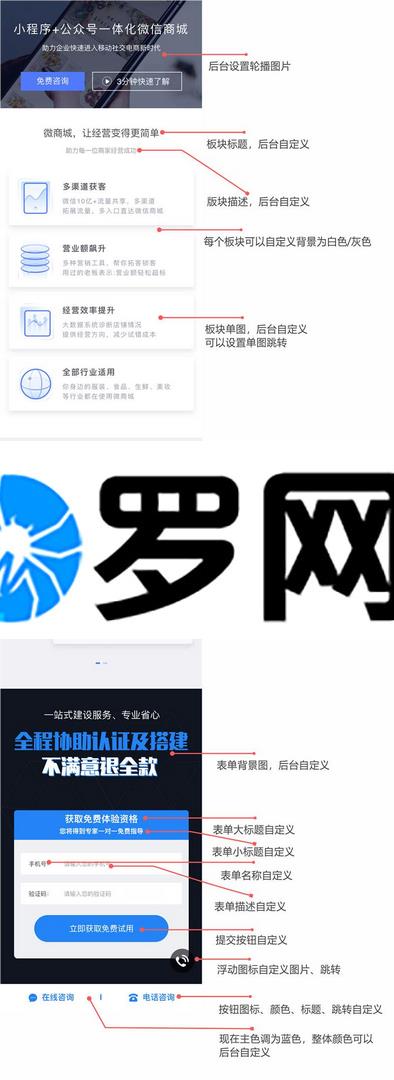 小程序+公众号一体化微信商城
助力企业快速进入移动社交电商新时代
免费咨询
3分钟快速了解
后台设置轮播图片
微商城，让经营变得更简单
板块标题，后台自定义
助力每一位商家经营成功
版块描述，后台自定义
多渠道获客
微信10亿+流量共享，多渠道
拓展流量，多入口直达微信商城
每个板块可以自定义背景为白色/灰色
营业额飙升
多种营销工具，帮你拓客锁客
用过的老板表示:营业额轻松超标
经营效率提升
大数据系统诊断店铺情况
提供经营方向，减少试错成本
板块单图，后台自定义
可以设置单图跳转
全部行业适用
你身边的服装、食品、生鲜、美妆
等行业都在使用微商城
罗网
一站式建设服务、专业省心
全程协助认证及搭建
不满意退全款
表单背景图，后台自定义
获取免费体验资格
您将得到专家一对一免费指导
表单大标题自定义
表单小标题自定义
手机号
请输入您的手机号
表单名称自定义
验证码：
请输入您的验证码
表单描述自定义
立即获取免费试用
提交按钮自定义
浮动图标自定义图片、跳转
在线咨询
电话咨询
按钮图标、颜色、标题、跳转自定义
现在主色调为蓝色，整体颜色可以
后台自定义